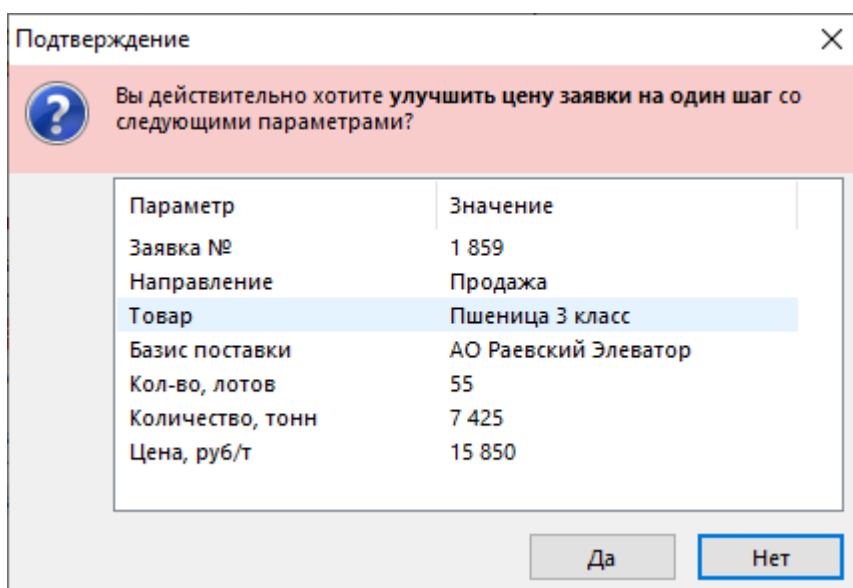 Подтверждение
Вы действительно хотите улучшить цену заявки на один шаг со
следующими параметрами?
Параметр Значение
Заявка № 1 859
Направление Продажа
Товар Пшеница 3 класс
Базис поставки АО Раевский Элеватор
Кол-во, лотов 55
Количество, тонн 7 425
Цена, руб/т 15 850
Да Нет